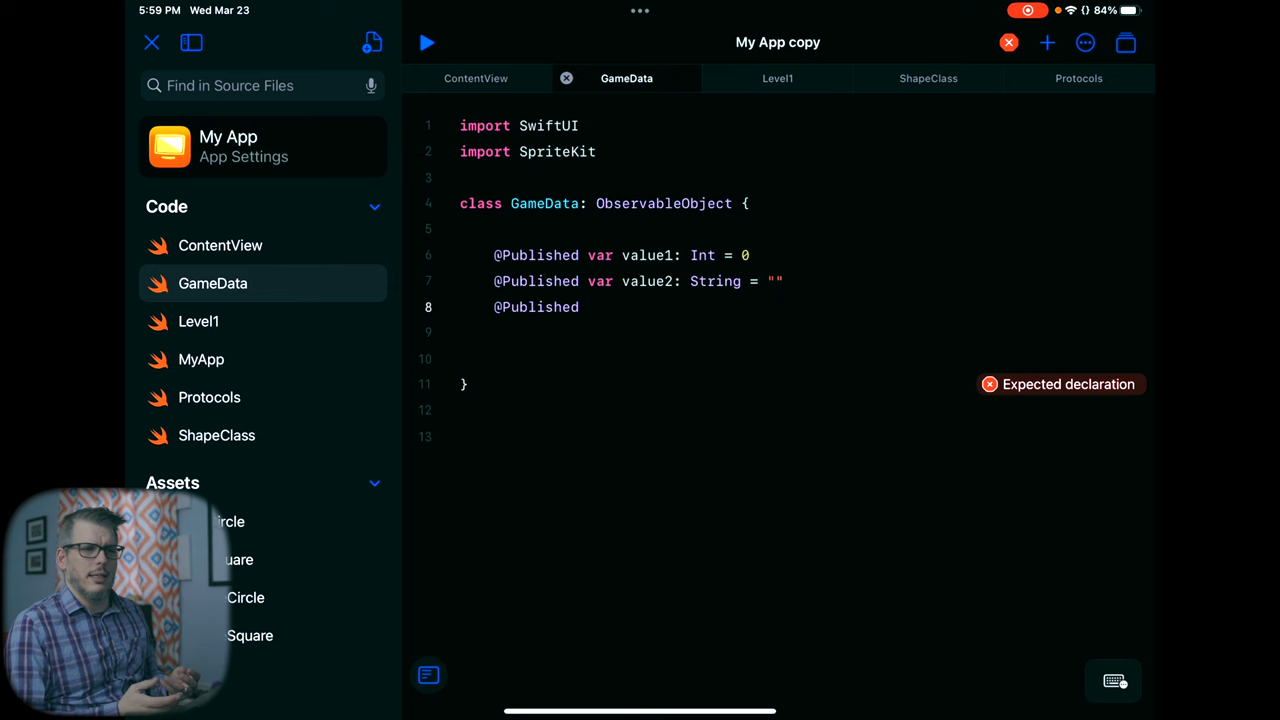 5:59 PM Wed Mar 23
84%
My App copy
Find in Source Files
My App
App Settings
Code
ContentView
GameData
Level1
MyApp
Protocols
ShapeClass
Assets
ircle
uare
Circle
Square
ContentView
GameData
Level1
ShapeClass
Protocols
1 import SwiftUI
2 import SpriteKit
3
4 class GameData: ObservableObject {
5
6 @Published var value1: Int = 0
7 @Published var value2: String = ""
8 @Published
9
10
11 } Expected declaration
12
13